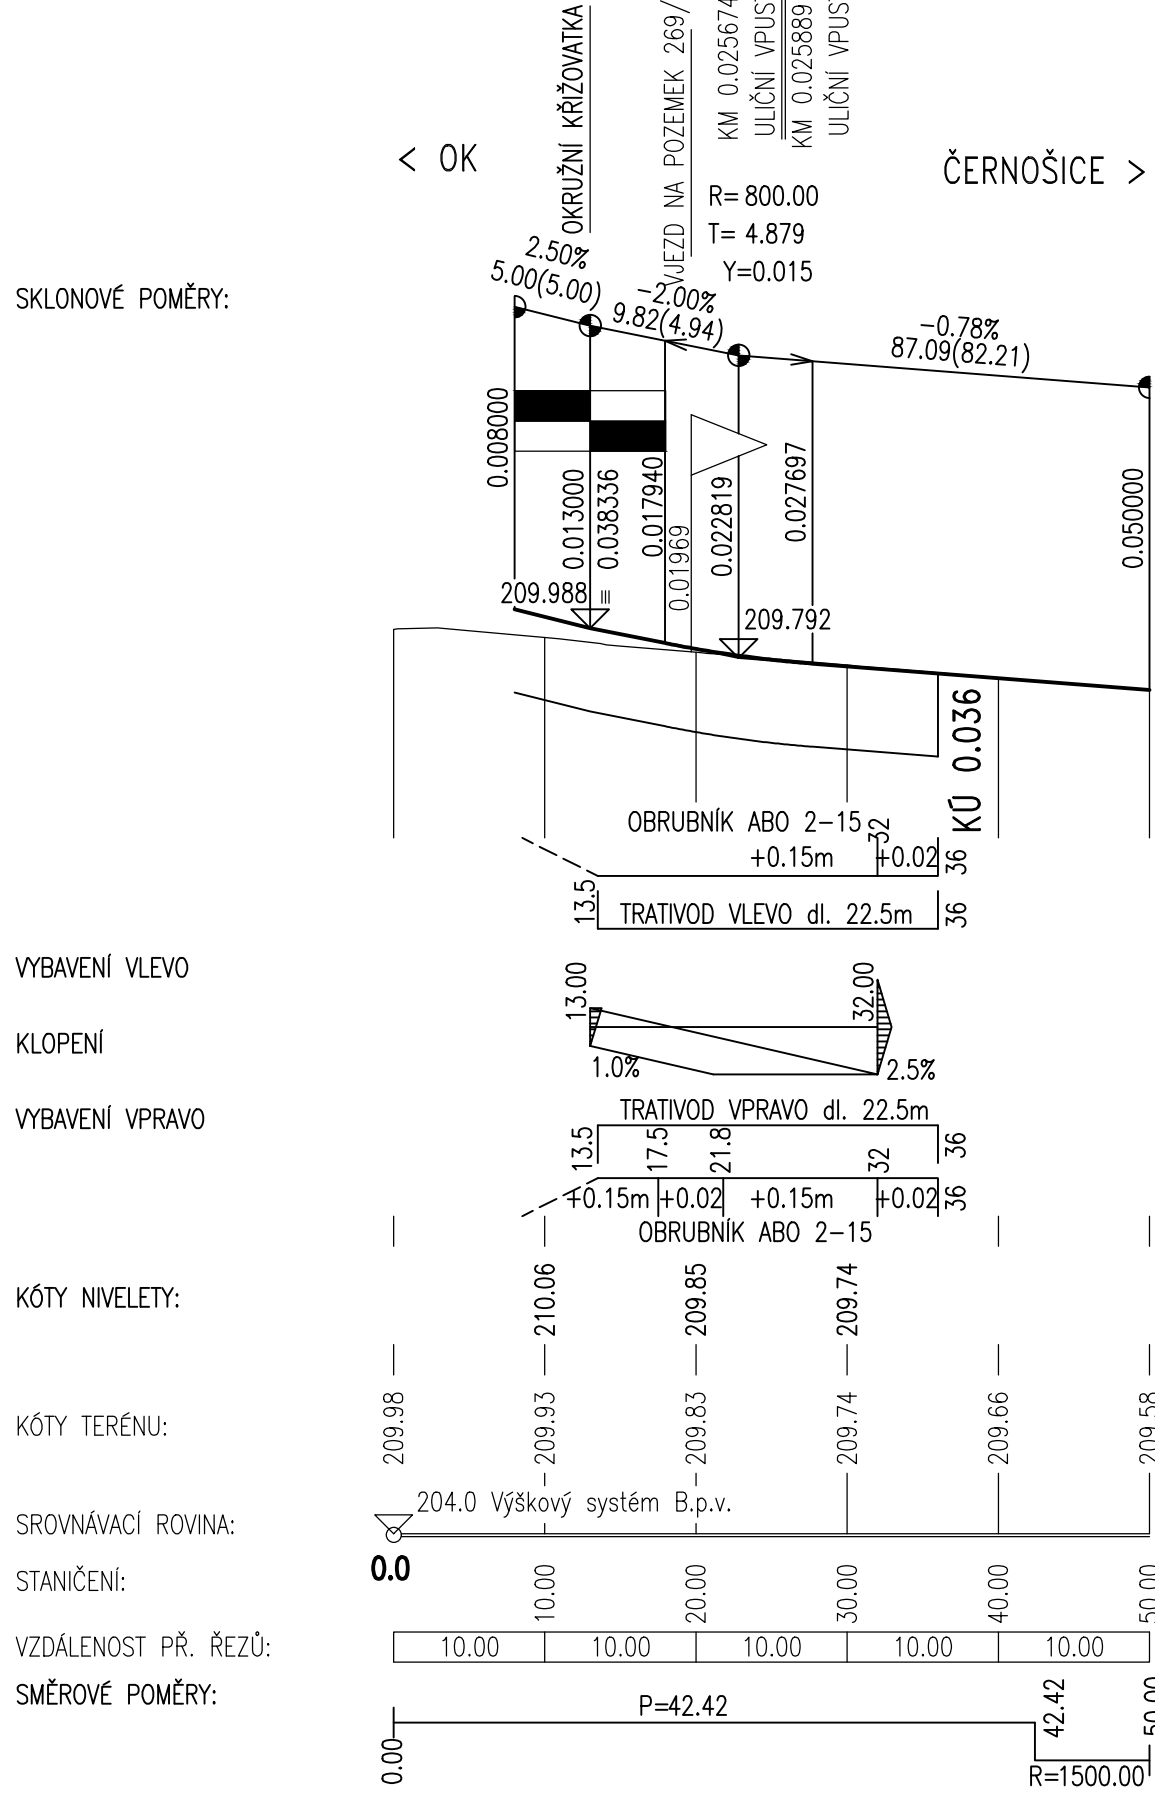 OKRUŽNÍ KŘIŽOVATKA
VJEZD NA POZEMEK 269/
KM 0.025674
ULIČNÍ VPUS
KM 0.025889
ULIČNÍ VPUS
< OK
ČERNOŠICE >
R= 800.00
T= 4.879
Y=0.015
SKLONOVÉ POMĚRY:
2.50%
5.00(5.00)
-2.00%
9.82(4.94)
-0.78%
87.09(82.21)
0.008000
0.013000
0.038336
0.017940
0.01969
0.022819
0.027697
0.050000
209.988
209.792
KÚ 0.036
OBRUBNÍK ABO 2-15
32
+0.15m
+0.02
36
13.5
TRATIVOD VLEVO dl. 22.5m
36
VYBAVENÍ VLEVO
13.00
32.00
KLOPENÍ
1.0%
2.5%
VYBAVENÍ VPRAVO
TRATIVOD VPRAVO dl. 22.5m
13.5
17.5
21.8
32
36
+0.15m
+0.02
+0.15m
+0.02
36
OBRUBNÍK ABO 2-15
KÓTY NIVELETY:
210.06
209.85
209.74
KÓTY TERÉNU:
209.98
209.93
209.83
209.74
209.66
209.58
204.0 Výškový systém B.p.v.
SROVNÁVACÍ ROVINA:
0.0
STANIČENÍ:
10.00
20.00
30.00
40.00
50.00
VZDÁLENOST PŘ. ŘEZŮ:
10.00
10.00
10.00
10.00
10.00
SMĚROVÉ POMĚRY:
P=42.42
42.42
50.00
0.00
R=1500.00